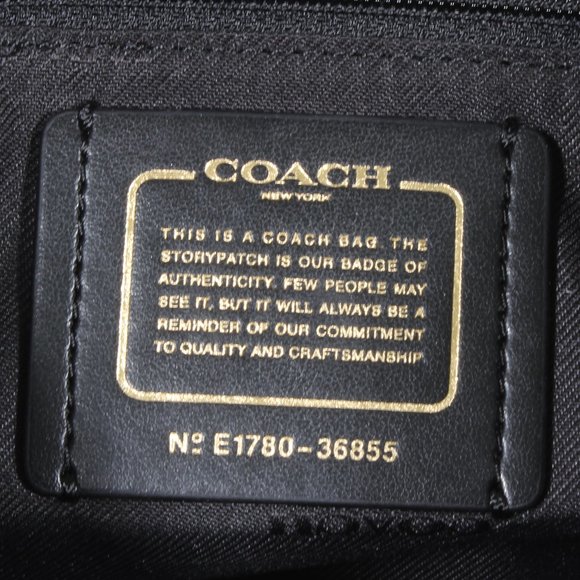 COACH
NEW YORK
THIS IS A COACH BAG. THE
STORYPATCH IS OUR BADGE OF
AUTHENTICITY. FEW PEOPLE MAY
SEE IT, BUT IT WILL ALWAYS BE A
REMINDER OF OUR COMMITMENT
TO QUALITY AND CRAFTSMANSHIP.
Nº E1780-36855